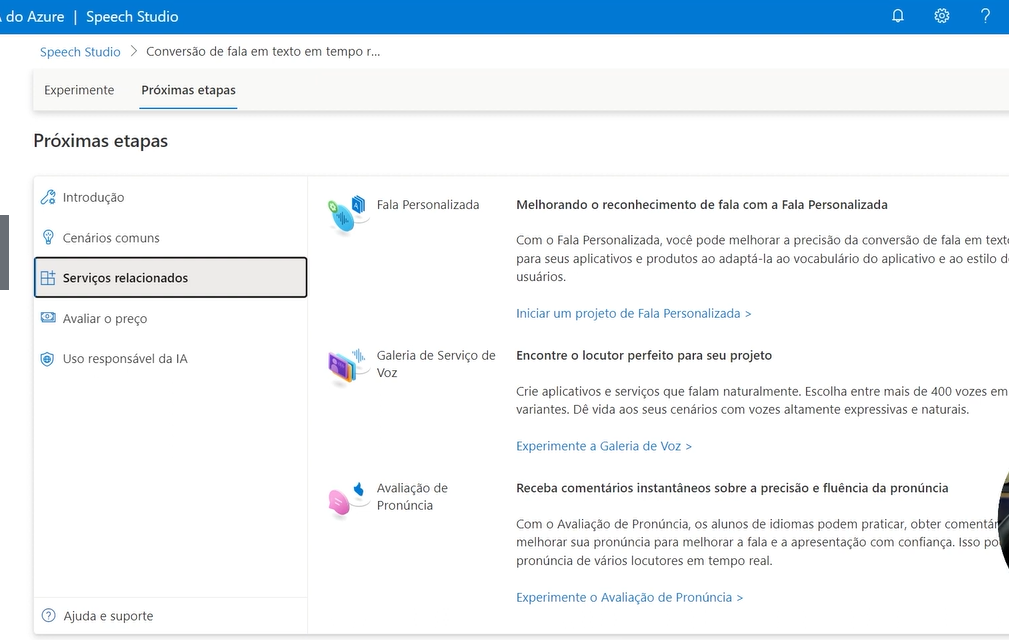 do Azure | Speech Studio
Speech Studio > Conversão de fala em texto em tempo r...
Experimente Próximas etapas
Próximas etapas
Introdução
Cenários comuns
Serviços relacionados
Avaliar o preço
Uso responsável da IA
Ajuda e suporte
Fala Personalizada
Melhorando o reconhecimento de fala com a Fala Personalizada
Com o Fala Personalizada, você pode melhorar a precisão da conversão de fala em
para seus aplicativos e produtos ao adaptá-la ao vocabulário do aplicativo e ao estilo
usuários.
Iniciar um projeto de Fala Personalizada >
Galeria de Serviço de
Voz
Encontre o locutor perfeito para seu projeto
Crie aplicativos e serviços que falam naturalmente. Escolha entre mais de 400 vozes em
variantes. Dê vida aos seus cenários com vozes altamente expressivas e naturais.
Experimente a Galeria de Voz >
Avaliação de
Pronúncia
Receba comentários instantâneos sobre a precisão e fluência da pronúncia
Com o Avaliação de Pronúncia, os alunos de idiomas podem praticar, obter
melhorar sua pronúncia para melhorar a fala e a apresentação com confiança. Isso
pronúncia de vários locutores em tempo real.
Experimente o Avaliação de Pronúncia >